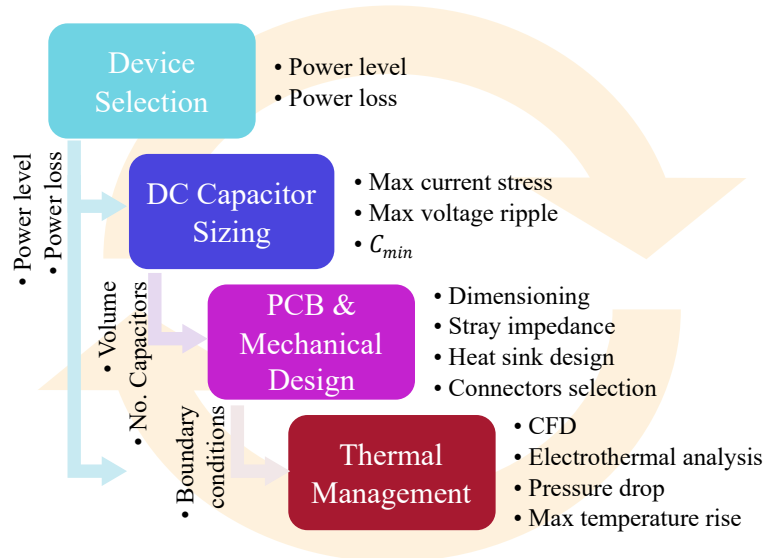 Device
Selection
• Power level
• Power loss
• Power level
• Power loss
DC Capacitor
Sizing
• Max current stress
• Max voltage ripple
• C_min
• Volume
• No. Capacitors
PCB &
Mechanical
Design
• Dimensioning
• Stray impedance
• Heat sink design
• Connectors selection
• Boundary
conditions
Thermal
Management
• CFD
• Electrothermal analysis
• Pressure drop
• Max temperature rise